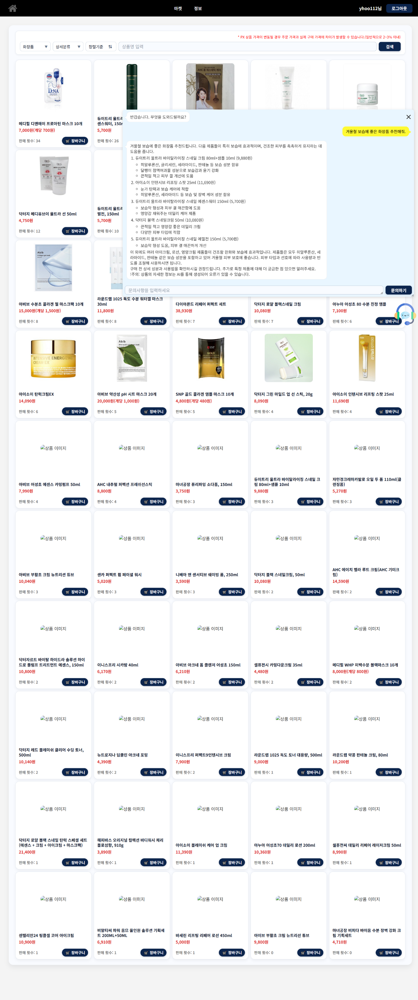 마켓
정보
yhoo112님
로그아웃
* PX 상품 가격이 변동될 경우 주문 가격과 실제 구매 가격에 차이가 발생할 수 있습니다.(일반적으로 2~3% 이내)
화장품 ▼
상세분류 ▼
정렬기준
상품명 입력
검색
D:NA
AHC 홈 에스테틱 케어
Dr.G
Dr.G
메디힐 디엔에이 프로아틴 마스크 10개
7,000원(개당 700원)
판매 횟수: 34
장바구니
듀이트리 울트라
센스워터, 150m
5,700원
판매 횟수: 26
반갑습니다. 무엇을 도와드릴까요?
겨울철 보습에 좋은 화장품 추천해줘.
겨울철 보습에 좋은 화장품 추천드립니다. 다음 제품들이 특히 보습에 효과적이며, 건조한 피부를 촉촉하게 유지하는 데
도움을 줍니다.
1. 듀이트리 울트라 바이탈라이징 스네일 크림 80ml+샘플 10ml (9,880원)
히알루론산, 글리세린, 세라마이드, 판테놀 등 보습 성분 함유
달팽이 점액여과물 성분으로 보습감과 윤기 강화
끈적임 적고 피부 결 개선에 도움
2. 아이소이 인텐시브 리프팅 스팟 25ml (11,690원)
눈가 탄력과 보습 케어에 적합
히알루론산, 세라마이드 등 보습 및 장벽 케어 성분 함유
3. 듀이트리 울트라 바이탈라이징 스네일 에센스워터 150ml (5,700원)
보습막 형성과 피부 결 매끈함에 도움
영양감 채워주는 데일리 케어 제품
4. 닥터지 블랙 스네일크림 50ml (10,080원)
끈적임 적고 영양감 좋은 데일리 크림
다양한 피부 타입에 적합
5. 듀이트리 울트라 바이탈라이징 스네일 에멀전 150ml (5,700원)
보습막 형성 도움, 피부 결 매끈하게 개선
이 외에도 여러 아이크림, 로션, 영양크림 제품들이 건조함 완화와 보습에 효과적입니다. 제품들은 모두 히알루론산, 세
라마이드, 판테놀 같은 보습 성분을 포함하고 있어 겨울철 피부 보호에 좋습니다. 피부 타입과 선호에 따라 사용량과 빈
도를 조절해 사용하시면 됩니다.
구매 전 상세 성분과 사용법을 확인하시길 권장드립니다. 추가로 특정 제품에 대해 더 궁금한 점 있으면 알려주세요.
!주의: 상품의 자세한 정보는 AI를 통해 생성되어 오류가 있을 수 있습니다.
문의사항을 입력하세요
문의하기
Dr.G
Dr.G
닥터지 메디유브이 울트라 선 50ml
4,750원
판매 횟수: 12
장바구니
듀이트리 울트라
멀전, 150ml
5,700원
판매 횟수: 10
Abib
Collagen gel mask
아비브 수분초 콜라겐 젤 마스크팩 10개
15,000원(개당 1,500원)
판매 횟수: 8
장바구니
라운드랩 1025 독도 수분 워터겔 마스크
30ml
11,800원
판매 횟수: 8
장바구니
다이아몬드 리페어 퍼펙트 세트
38,930원
판매 횟수: 7
장바구니
닥터지 로얄 블랙스네일 크림
10,080원
판매 횟수: 7
장바구니
아누아 어성초 80 수분 진정 앰플
7,100원
판매 횟수: 6
장바구니
INTENSIVE ENERGIZING
CREAM EX
아이소이 탄력크림EX
14,090원
판매 횟수: 6
장바구니
Abib
Mild acidic pH sheet mask
아비브 약산성 pH 시트 마스크 20개
20,000원(개당 1,000원)
판매 횟수: 5
장바구니
SNP
GOLD
SNP 골드 콜라겐 앰플 마스크 10개
4,800원(개당 480원)
판매 횟수: 5
장바구니
Dr.G
닥터지 그린 마일드 업 선 스틱, 20g
8,090원
판매 횟수: 4
장바구니
아이소이 탄력스팟
아이소이 인텐시브 리프팅 스팟 25ml
11,690원
판매 횟수: 4
장바구니
상품 이미지
아비브 어성초 에센스 카밍펌프 50ml
7,990원
판매 횟수: 4
장바구니
상품 이미지
AHC 내추럴 퍼펙션 프레쉬선스틱
8,800원
판매 횟수: 4
장바구니
상품 이미지
마녀공장 퓨리파잉 소다폼, 150ml
3,750원
판매 횟수: 3
장바구니
상품 이미지
듀이트리 울트라 바이탈라이징 스네일 크
림 80ml+샘플 10ml
9,880원
판매 횟수: 3
장바구니
상품 이미지
자민경크레마카발로 오일 투 폼 110ml(클
렌징폼)
5,270원
판매 횟수: 3
장바구니
상품 이미지
아비브 부활초 크림 뉴트리션 튜브
10,040원
판매 횟수: 3
장바구니
상품 이미지
센카 퍼펙트 휩 페이셜 워시
5,020원
판매 횟수: 3
장바구니
상품 이미지
니베아 맨 센서티브 쉐이빙 폼, 250ml
3,590원
판매 횟수: 3
장바구니
상품 이미지
닥터지 블랙 스네일크림, 50ml
10,080원
판매 횟수: 2
장바구니
상품 이미지
AHC 에이치 멜라 루트 크림(AHC 기미크
림)
14,590원
판매 횟수: 2
장바구니
상품 이미지
닥터자르트 바이탈 하이드라 솔루션 하이
드로 플럼프 트리트먼트 에센스, 150ml
10,800원
판매 횟수: 2
장바구니
상품 이미지
이니스프리 시카밤 40ml
6,170원
판매 횟수: 2
장바구니
상품 이미지
아비브 아크네 폼 클렌저 어성초 150ml
6,210원
판매 횟수: 2
장바구니
상품 이미지
셀퓨젼시 카밍다운크림 35ml
4,480원
판매 횟수: 2
장바구니
상품 이미지
메디힐 WHP 미백수분 블랙마스크 10개
8,000원(개당 800원)
판매 횟수: 2
장바구니
상품 이미지
닥터지 레드 블레미쉬 클리어 수딩 토너,
500ml
10,140원
판매 횟수: 2
장바구니
상품 이미지
뉴트로지나 딥클린 아크네 포밍
4,390원
판매 횟수: 2
장바구니
상품 이미지
이니스프리 퍼펙트9인텐시브 크림
7,900원
판매 횟수: 2
장바구니
상품 이미지
라운드랩 1025 독도 토너 대용량, 500ml
9,000원
판매 횟수: 1
장바구니
상품 이미지
라운드랩 약콩 판테놀 크림, 80ml
10,200원
판매 횟수: 1
장바구니
상품 이미지
닥터지 로얄 블랙 스네일 탄력 스페셜 세트
(에센스 + 크림 + 아이크림 + 마스크팩)
21,400원
판매 횟수: 1
장바구니
상품 이미지
해피바스 오리지널 컬렉션 바디워시 체리
블로섬향, 910g
3,890원
판매 횟수: 1
장바구니
상품 이미지
아이소이 블레미쉬 케어 업 크림
11,390원
판매 횟수: 1
장바구니
상품 이미지
아누아 어성초70 데일리 로션 200ml
10,360원
판매 횟수: 1
장바구니
상품 이미지
셀퓨전씨 데일리 리페어 레이저크림 50ml
8,990원
판매 횟수: 1
장바구니
상품 이미지
센텔리안24 링클셀 코어 아이크림
10,900원
판매 횟수: 1
장바구니
상품 이미지
비알티씨 파워 옴므 올인원 솔루션 기획세
트 200ML+50ML
6,910원
판매 횟수: 1
장바구니
상품 이미지
바세린 리프팅 리페어 로션 450ml
5,000원
판매 횟수: 1
장바구니
상품 이미지
아이브 부활초 크림 뉴트리션 튜브
9,800원
판매 횟수: 0
장바구니
상품 이미지
마녀공장 비피다 바이옴 수분 장벽 강화 크
림 기획세트
4,710원
판매 횟수: 0
장바구니